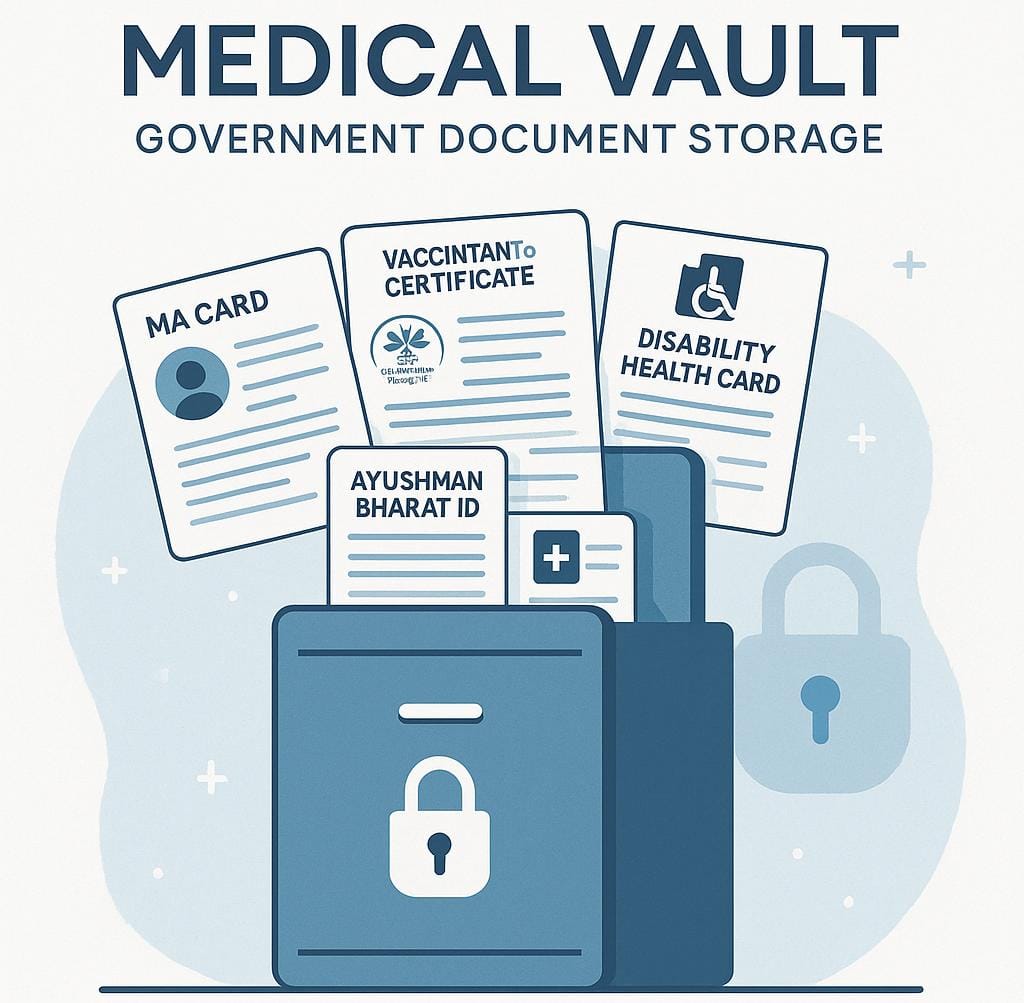 MEDICAL VAULT
GOVERNMENT DOCUMENT STORAGE
MA CARD
VACCINTANTo
CERTIFICATE
DISABILITY
HEALTH CARD
AYUSHMAN
BHARAT ID